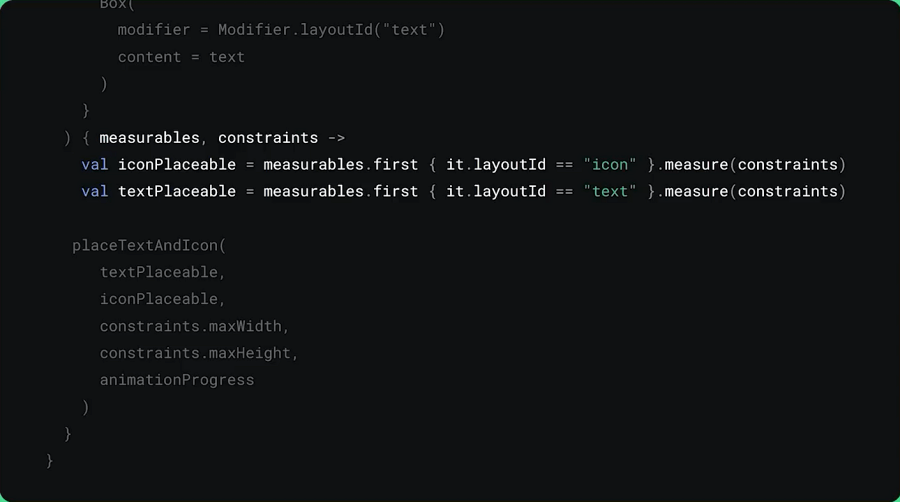 Box(
modifier = Modifier.layoutId("text")
content = text
)
}
) { measurables, constraints ->
val iconPlaceable = measurables.first { it.layoutId == "icon" }.measure(constraints)
val textPlaceable = measurables.first { it.layoutId == "text" }.measure(constraints)
placeTextAndIcon(
textPlaceable,
iconPlaceable,
constraints.maxWidth,
constraints.maxHeight,
animationProgress
)
}
}